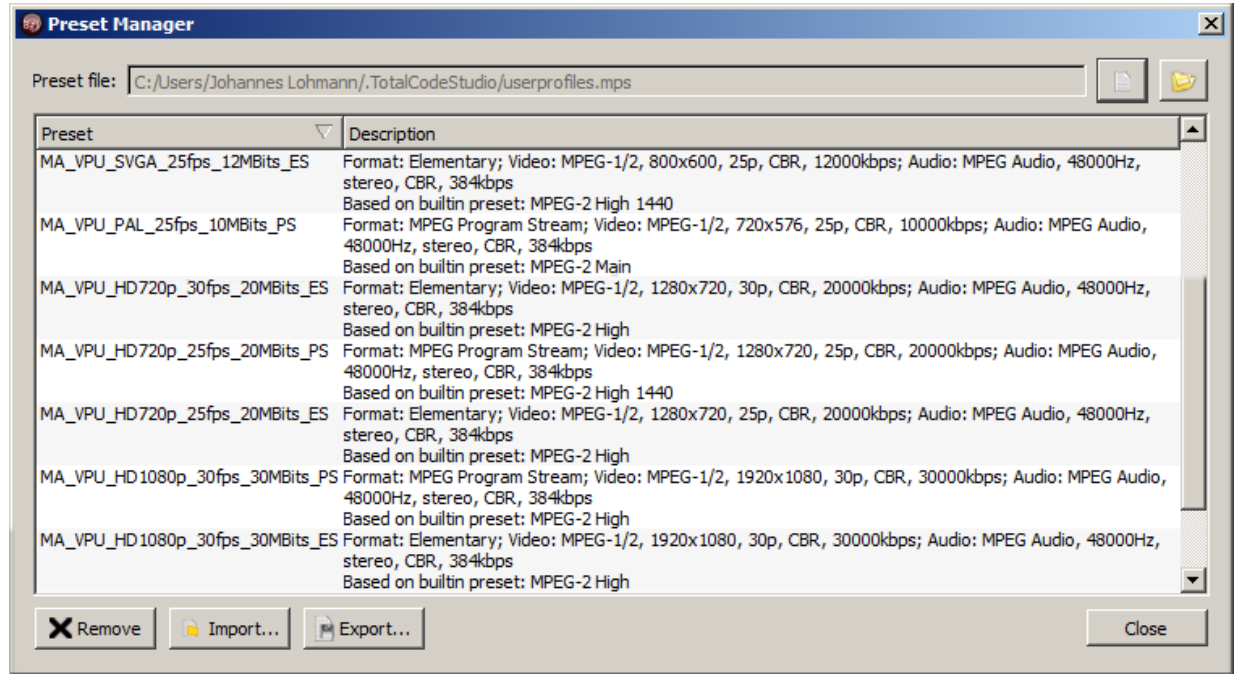 Preset Manager
Preset file: C:/Users/Johannes Lohmann/.TotalCodeStudio/userprofiles.mps
Preset Description
MA_VPU_SVGA_25fps_12MBits_ES Format: Elementary; Video: MPEG-1/2, 800x600, 25p, CBR, 12000kbps; Audio: MPEG Audio, 48000Hz,
stereo, CBR, 384kbps
Based on builtin preset: MPEG-2 High 1440
MA_VPU_PAL_25fps_10MBits_PS Format: MPEG Program Stream; Video: MPEG-1/2, 720x576, 25p, CBR, 10000kbps; Audio: MPEG Audio,
48000Hz, stereo, CBR, 384kbps
Based on builtin preset: MPEG-2 Main
MA_VPU_HD720p_30fps_20MBits_ES Format: Elementary; Video: MPEG-1/2, 1280x720, 30p, CBR, 20000kbps; Audio: MPEG Audio, 48000Hz,
stereo, CBR, 384kbps
Based on builtin preset: MPEG-2 High
MA_VPU_HD720p_25fps_20MBits_PS Format: MPEG Program Stream; Video: MPEG-1/2, 1280x720, 25p, CBR, 20000kbps; Audio: MPEG Audio,
48000Hz, stereo, CBR, 384kbps
Based on builtin preset: MPEG-2 High 1440
MA_VPU_HD720p_25fps_20MBits_ES Format: Elementary; Video: MPEG-1/2, 1280x720, 25p, CBR, 20000kbps; Audio: MPEG Audio, 48000Hz,
stereo, CBR, 384kbps
Based on builtin preset: MPEG-2 High
MA_VPU_HD1080p_30fps_30MBits_PS Format: MPEG Program Stream; Video: MPEG-1/2, 1920x1080, 30p, CBR, 30000kbps; Audio: MPEG Audio,
48000Hz, stereo, CBR, 384kbps
Based on builtin preset: MPEG-2 High
MA_VPU_HD1080p_30fps_30MBits_ES Format: Elementary; Video: MPEG-1/2, 1920x1080, 30p, CBR, 30000kbps; Audio: MPEG Audio, 48000Hz,
stereo, CBR, 384kbps
Based on builtin preset: MPEG-2 High
Remove Import... Export... Close